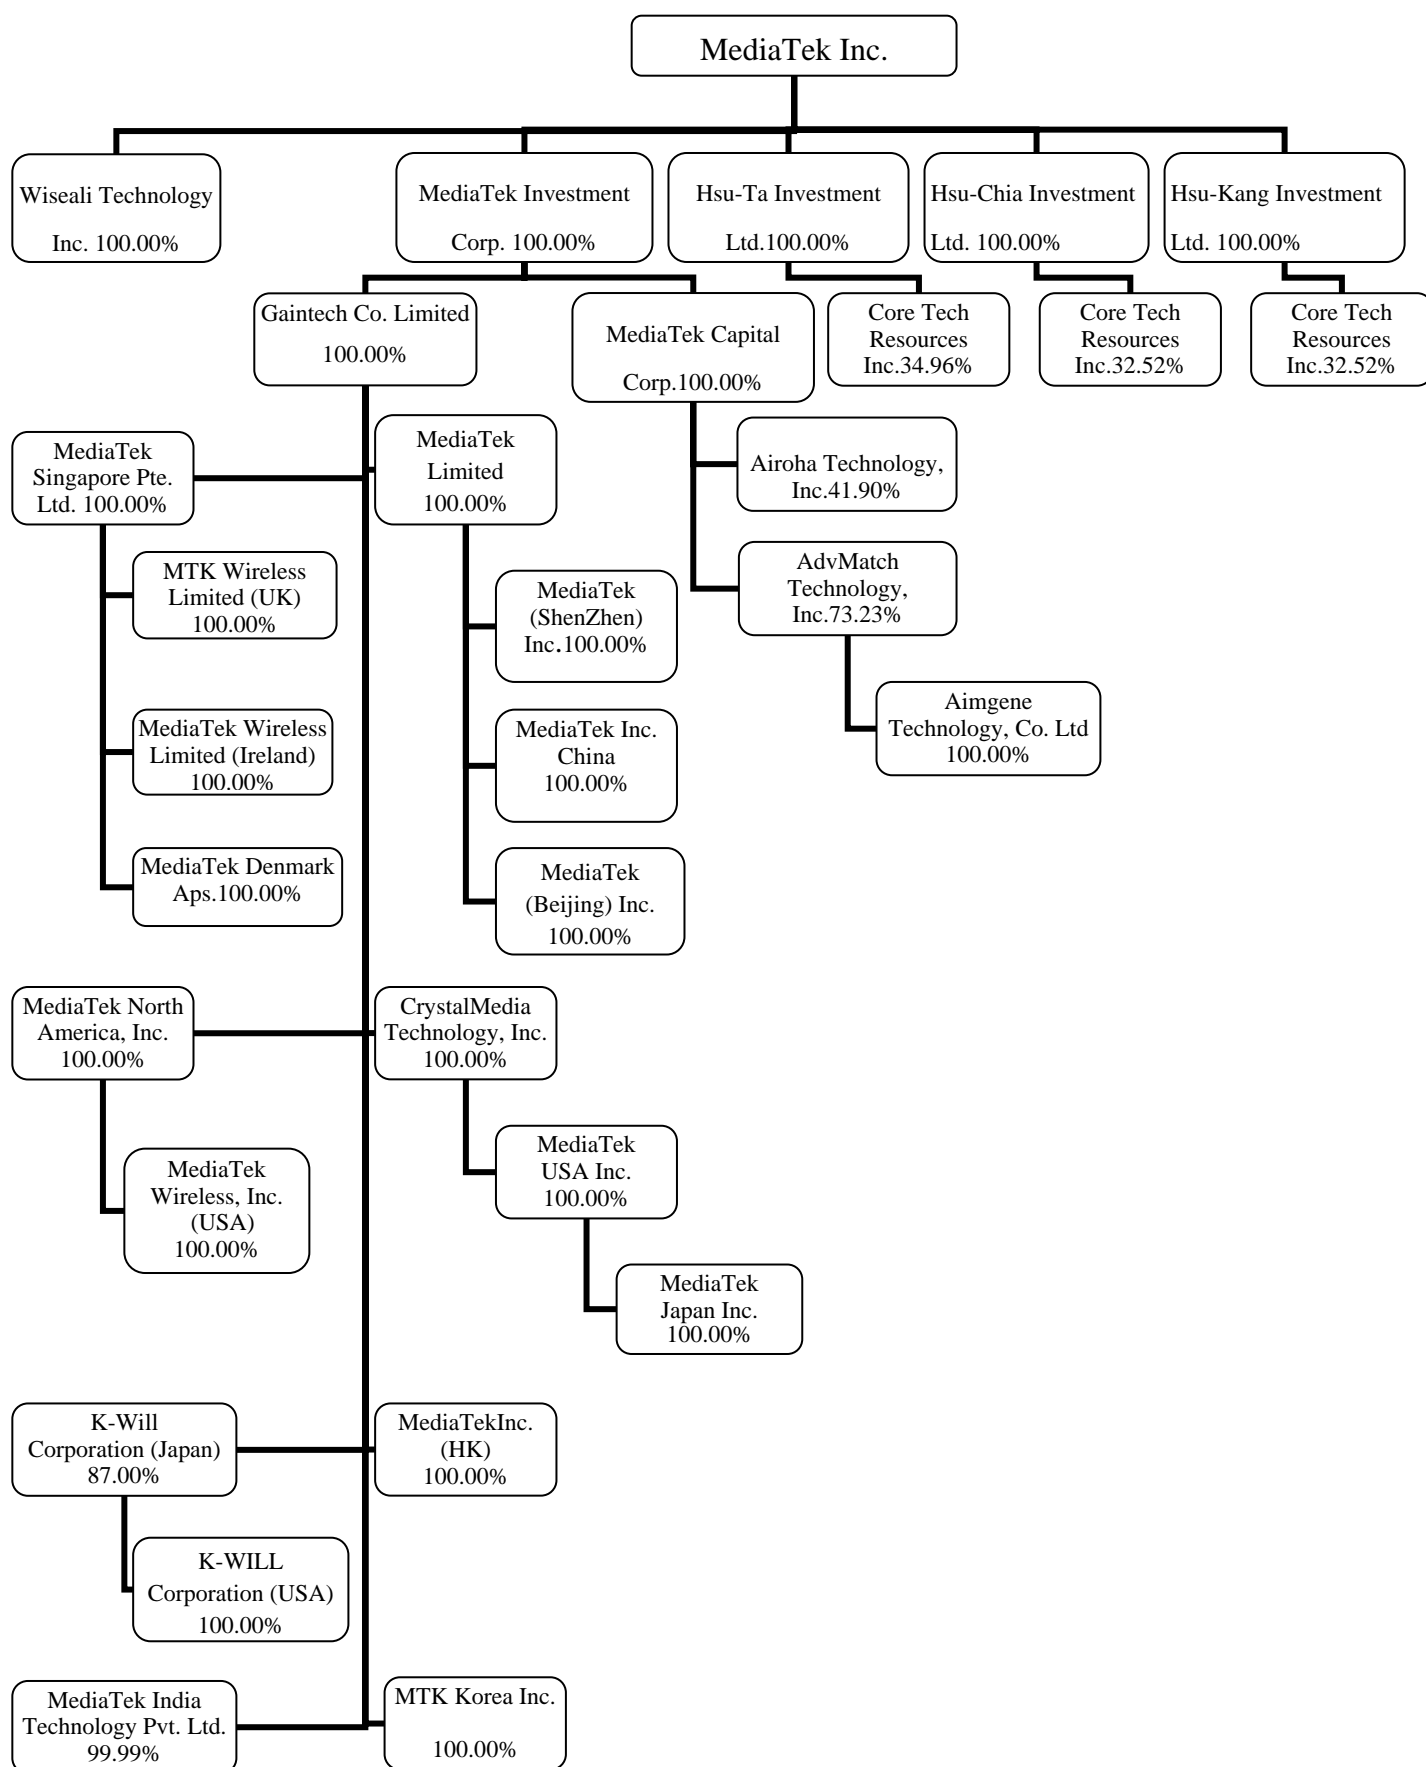 MediaTek Inc.
Wiseali Technology
Inc. 100.00%
MediaTek Investment
Corp. 100.00%
Hsu-Ta Investment
Ltd.100.00%
Hsu-Chia Investment
Ltd. 100.00%
Hsu-Kang Investment
Ltd. 100.00%
Gaintech Co. Limited
100.00%
MediaTek Capital
Corp.100.00%
Core Tech
Resources
Inc.34.96%
Core Tech
Resources
Inc.32.52%
Core Tech
Resources
Inc.32.52%
MediaTek
Singapore Pte.
Ltd. 100.00%
MediaTek
Limited
100.00%
Airoha Technology,
Inc.41.90%
MTK Wireless
Limited (UK)
100.00%
MediaTek
(ShenZhen)
Inc.100.00%
AdvMatch
Technology,
Inc.73.23%
MediaTek Wireless
Limited (Ireland)
100.00%
MediaTek Inc.
China
100.00%
Aimgene
Technology, Co. Ltd
100.00%
MediaTek Denmark
Aps.100.00%
MediaTek
(Beijing) Inc.
100.00%
MediaTek North
America, Inc.
100.00%
CrystalMedia
Technology, Inc.
100.00%
MediaTek
Wireless, Inc.
(USA)
100.00%
MediaTek
USA Inc.
100.00%
MediaTek
Japan Inc.
100.00%
K-Will
Corporation (Japan)
87.00%
MediaTekInc.
(HK)
100.00%
K-WILL
Corporation (USA)
100.00%
MediaTek India
Technology Pvt. Ltd.
99.99%
MTK Korea Inc.
100.00%